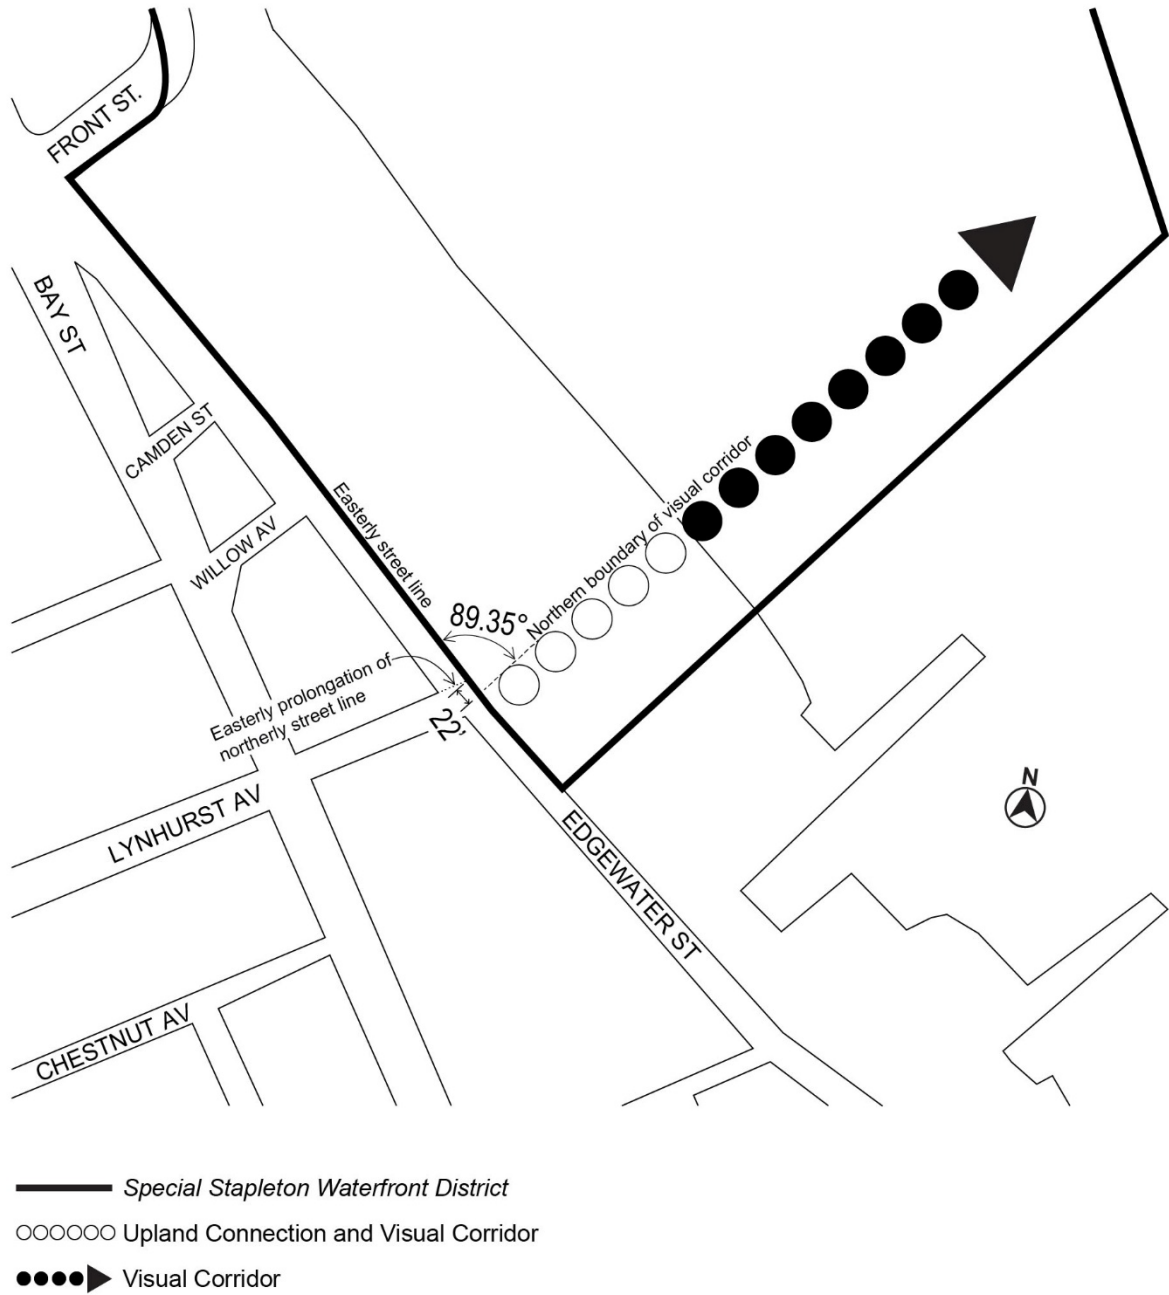 FRONT ST.
BAY ST
CAMDEN ST
WILLOW AV
Easterly street line
Northern boundary of visual corridor
89.35°
Easterly prolongation of
northerly street line
22'
LYNHURST AV
N
EDGEWATER ST
CHESTNUT AV
Special Stapleton Waterfront District
Upland Connection and Visual Corridor
Visual Corridor